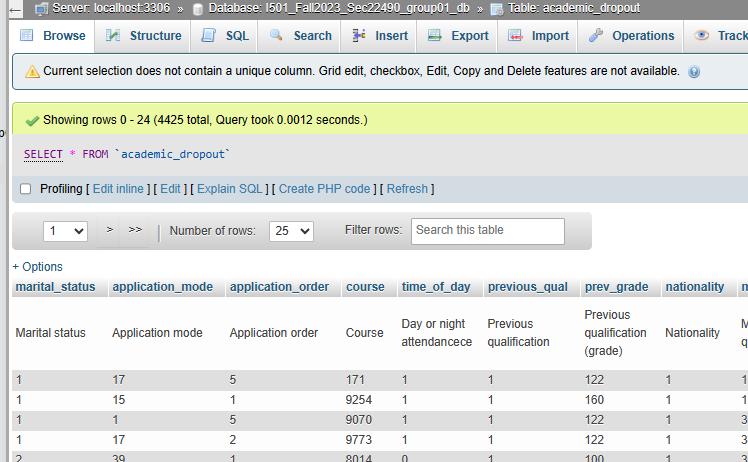 Server: localhost:3306 » Database: I501_Fall2023_Sec22490_group01_db » Table: academic_dropout
Browse Structure SQL Search Insert Export Import Operations Track
Current selection does not contain a unique column. Grid edit, checkbox, Edit, Copy and Delete features are not available.
Showing rows 0 - 24 (4425 total, Query took 0.0012 seconds.)
SELECT * FROM `academic_dropout`
Profiling [ Edit inline ] [ Edit ] [ Explain SQL ] [ Create PHP code ] [ Refresh ]
1 > >> | Number of rows: 25 Filter rows: Search this table
+ Options
marital_status application_mode application_order course time_of_day previous_qual prev_grade nationality m
Marital status Application mode Application order Course Day or night attendancece Previous qualification Previous qualification (grade) Nationality M q
1 17 5 171 1 1 122 1 1
1 15 1 9254 1 1 160 1 1
1 1 5 9070 1 1 122 1 3
1 17 2 9773 1 1 122 1 3
2 39 1 8014 0 1 100 1 3